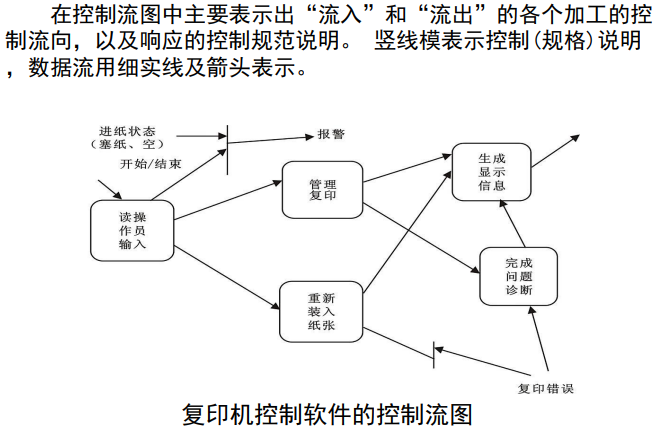 在控制流图中主要表示出“流入”和“流出”的各个加工的控
制流向，以及响应的控制规范说明。 竖线模表示控制(规格)说明
，数据流用细实线及箭头表示。
进纸状态
（塞纸、空）
报警
开始/结束
生成
显示
信息
管理
复印
读操
作员
输入
完成
问题
诊断
重新
装入
纸张
复印错误
复印机控制软件的控制流图